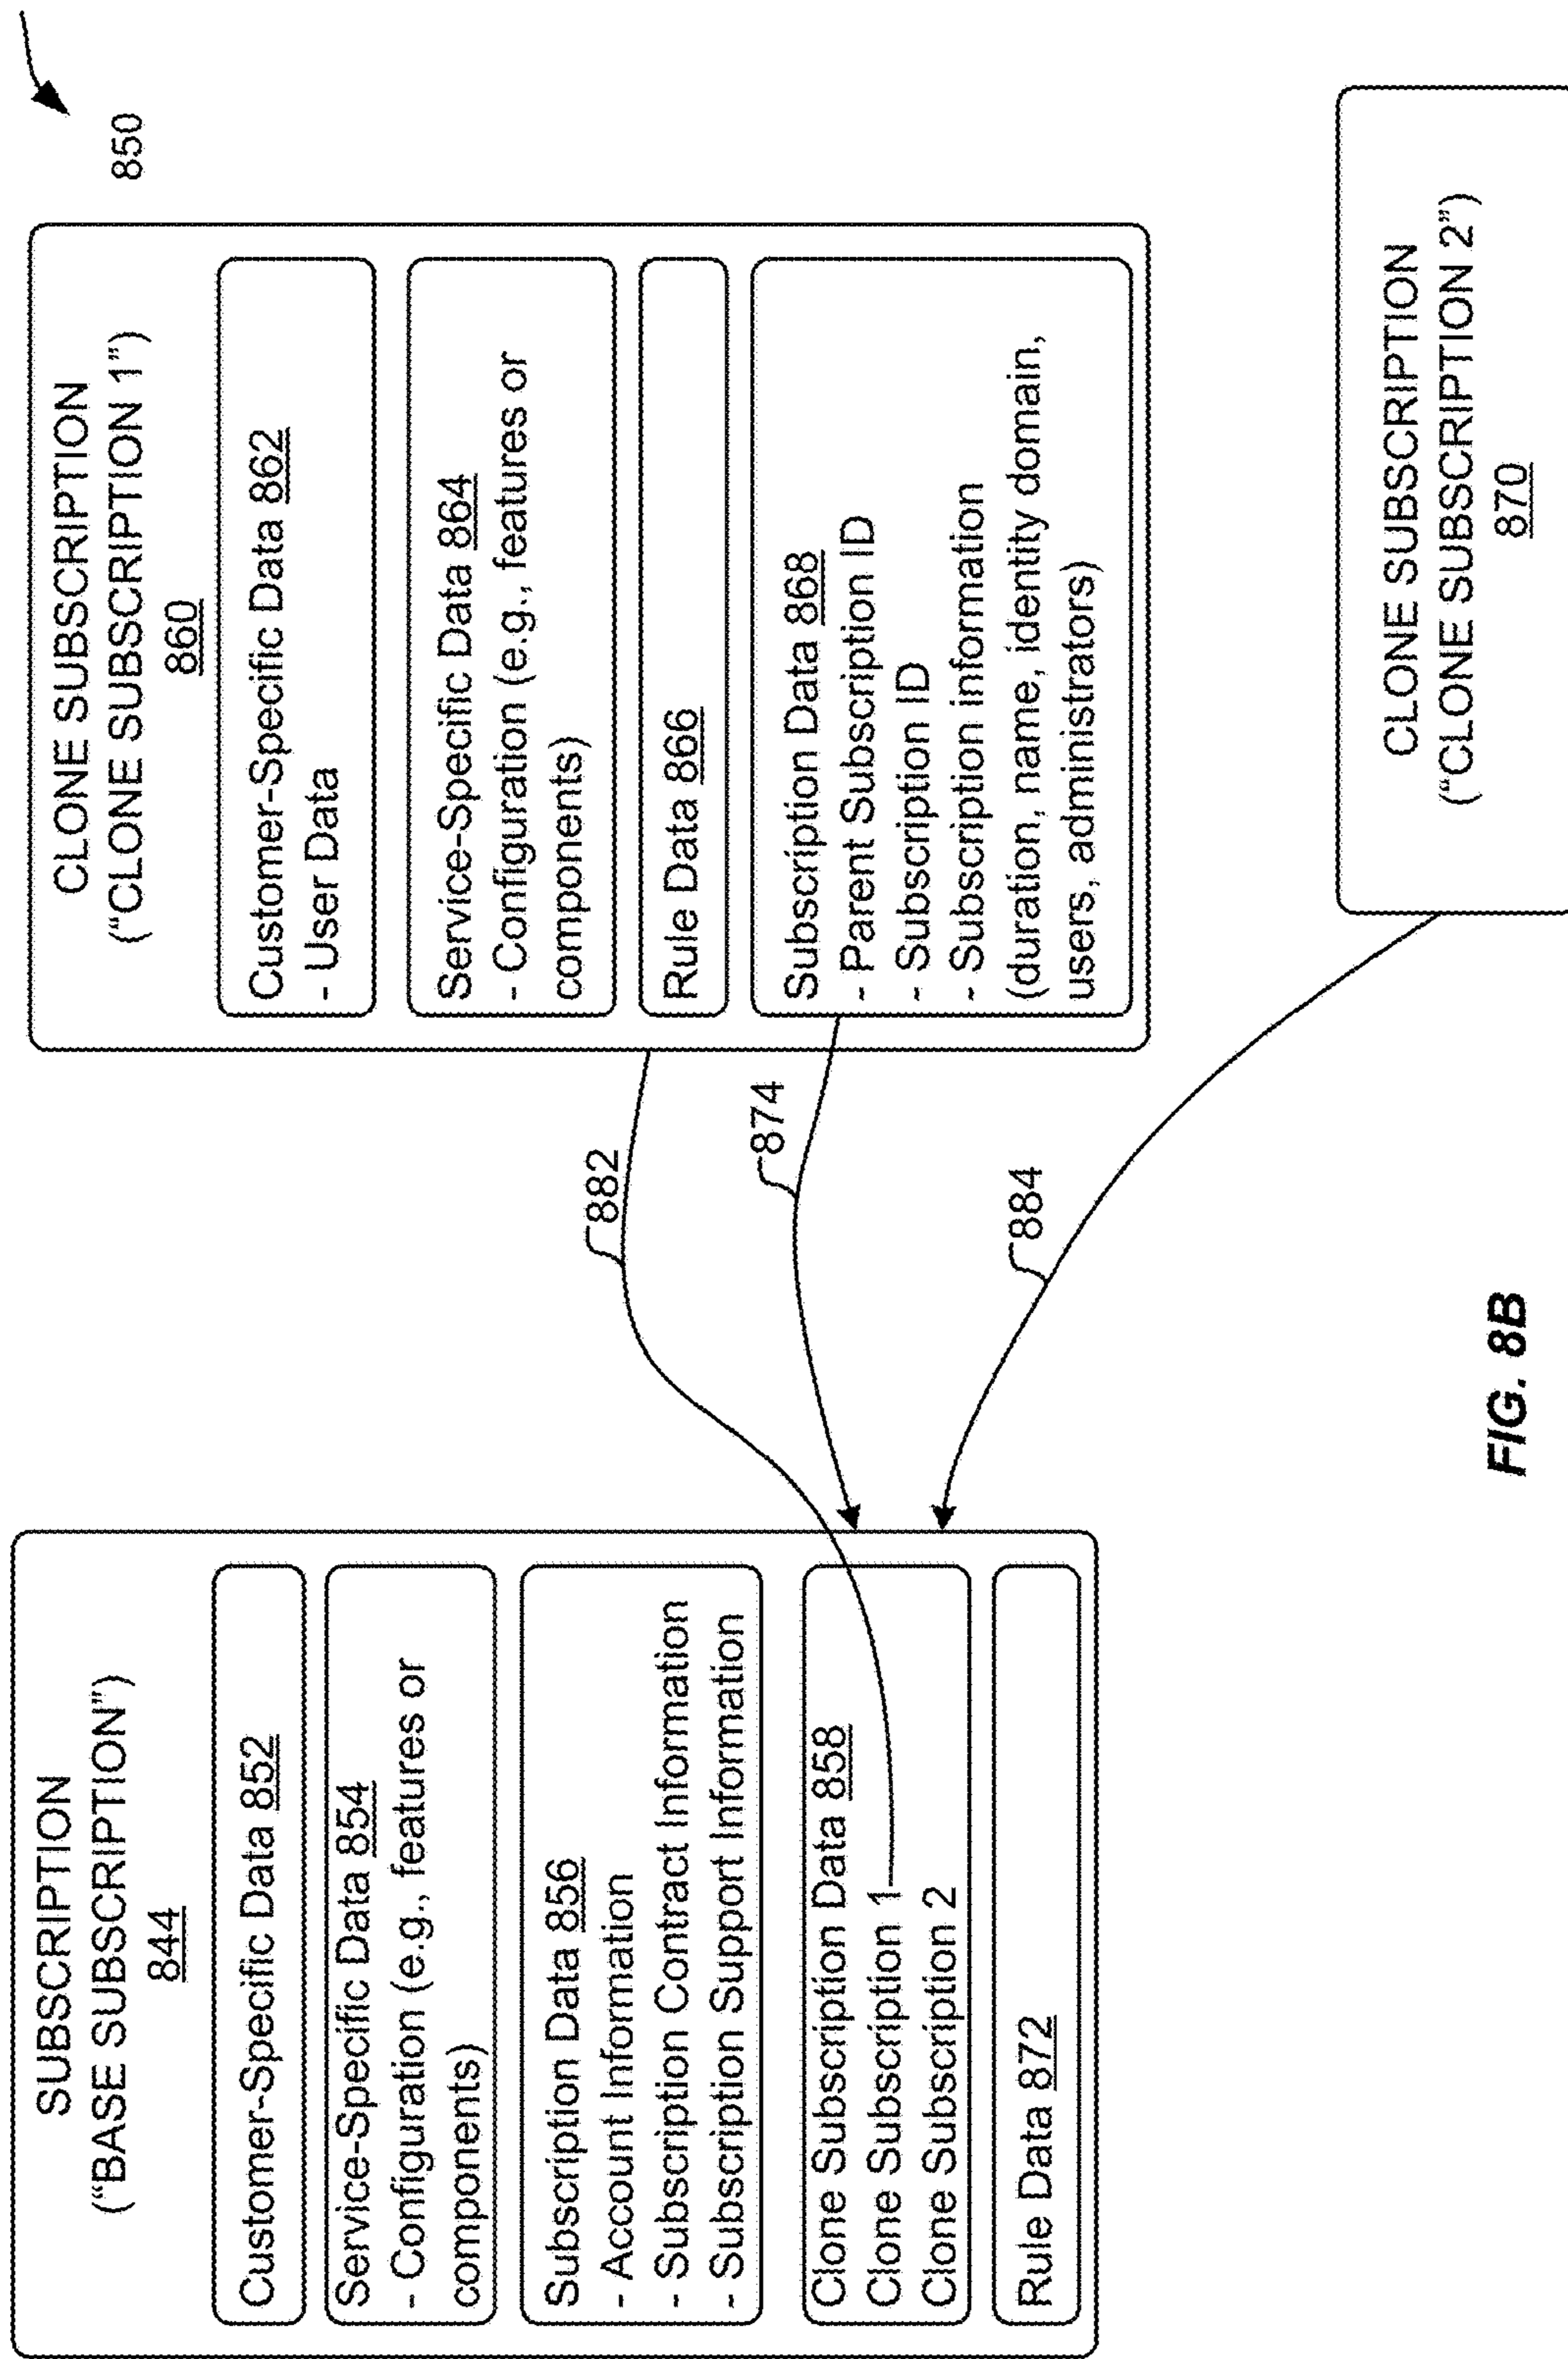 850
SUBSCRIPTION
("BASE SUBSCRIPTION")
844
Customer-Specific Data 852
Service-Specific Data 854
- Configuration (e.g., features or
components)
Subscription Data 856
- Account Information
- Subscription Contract Information
- Subscription Support Information
Clone Subscription Data 858
Clone Subscription 1
Clone Subscription 2
Rule Data 872
882
874
884
CLONE SUBSCRIPTION
("CLONE SUBSCRIPTION 1")
860
Customer-Specific Data 862
- User Data
Service-Specific Data 864
- Configuration (e.g., features or
components)
Rule Data 866
Subscription Data 868
- Parent Subscription ID
- Subscription ID
- Subscription information
(duration, name, identity domain,
users, administrators)
CLONE SUBSCRIPTION
("CLONE SUBSCRIPTION 2")
870
FIG. 8B